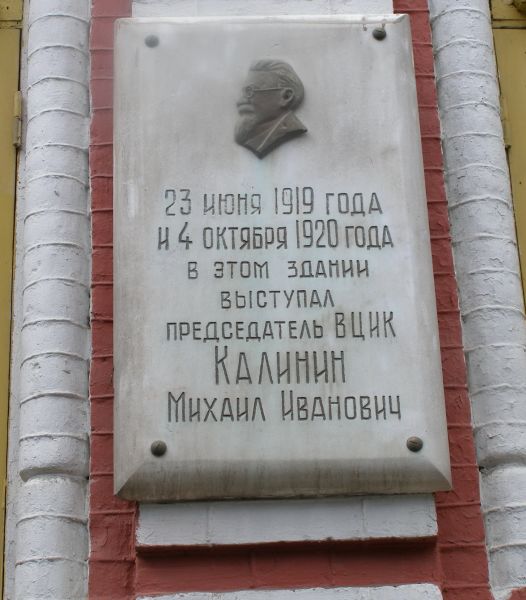 23 июня 1919 года
и 4 октября 1920 года
в этом здании
выступал
председатель ВЦИК
Калинин
Михаил Иванович